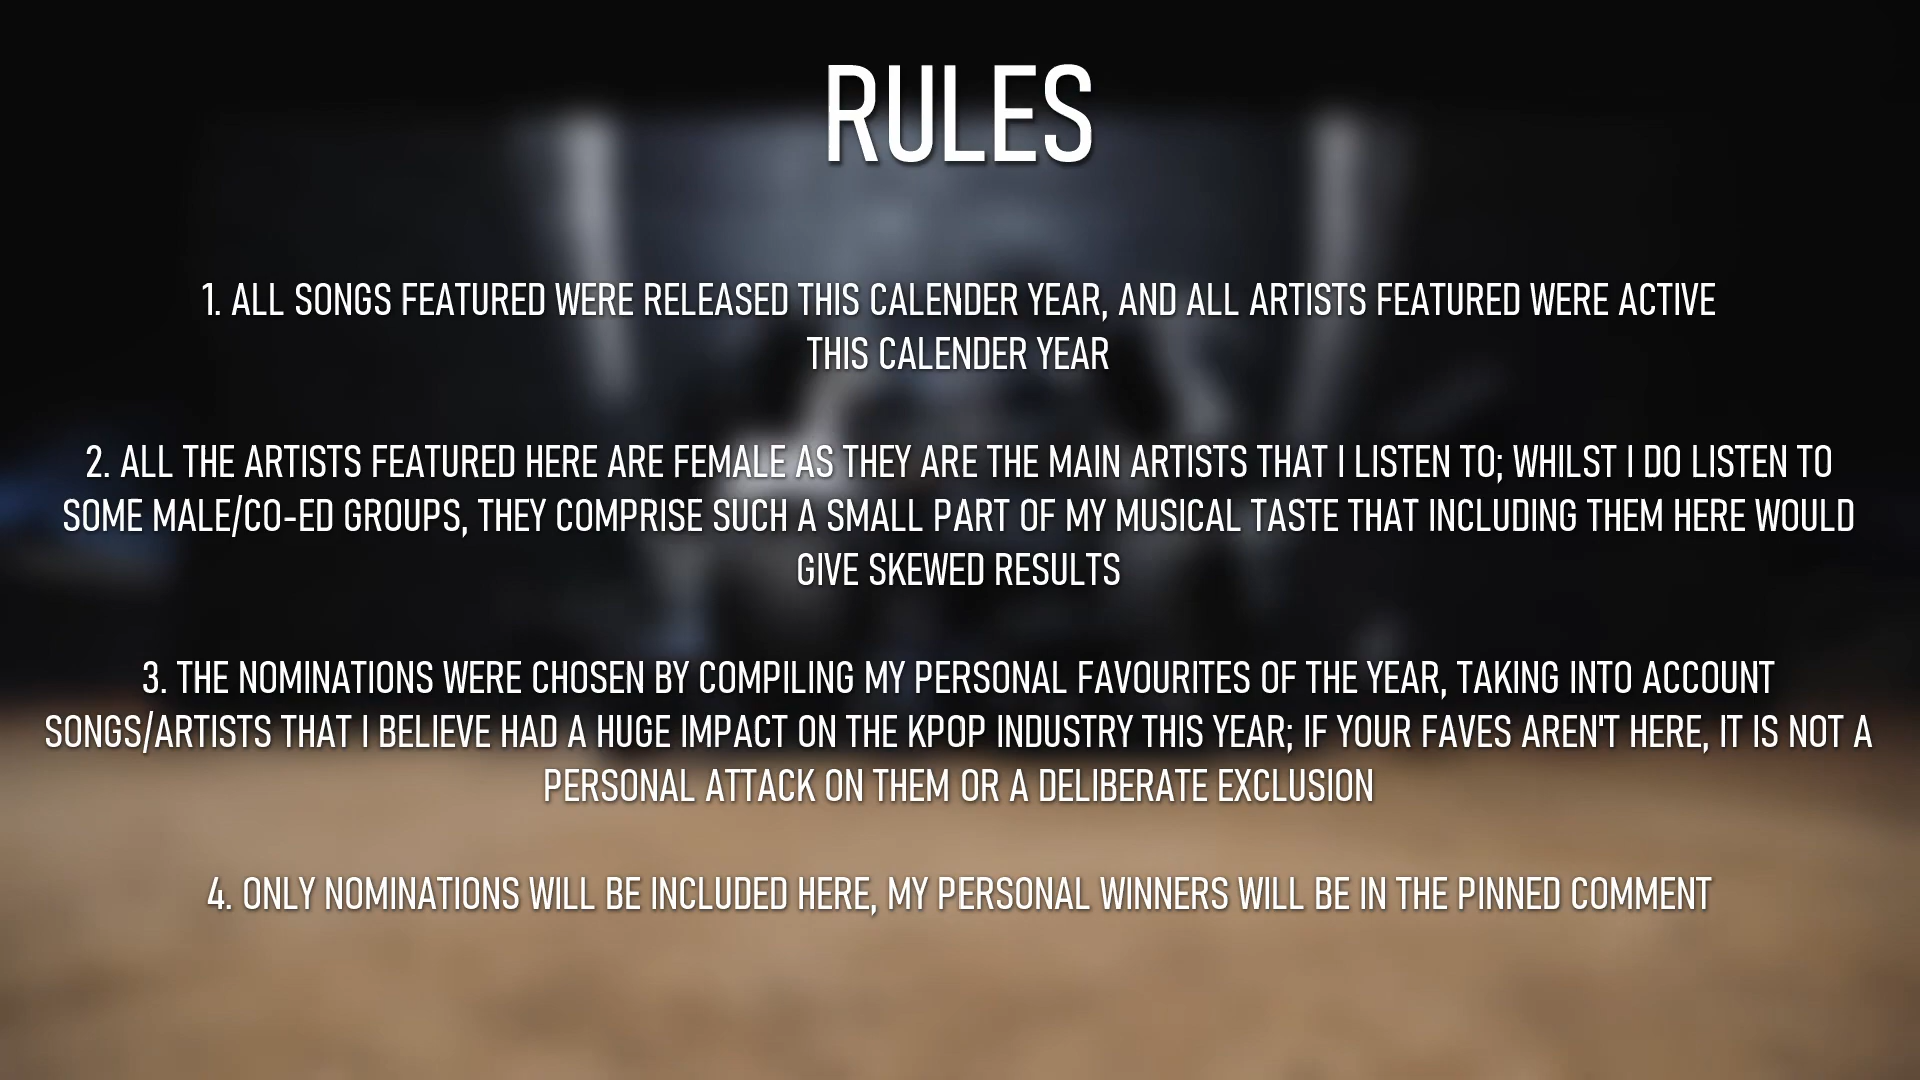 RULES
1. ALL SONGS FEATURED WERE RELEASED THIS CALENDER YEAR, AND ALL ARTISTS FEATURED WERE ACTIVE
THIS CALENDER YEAR
2. ALL THE ARTISTS FEATURED HERE ARE FEMALE AS THEY ARE THE MAIN ARTISTS THAT I LISTEN TO; WHILST I DO LISTEN TO
SOME MALE/CO-ED GROUPS, THEY COMPRISE SUCH A SMALL PART OF MY MUSICAL TASTE THAT INCLUDING THEM HERE WOULD
GIVE SKEWED RESULTS
3. THE NOMINATIONS WERE CHOSEN BY COMPILING MY PERSONAL FAVOURITES OF THE YEAR, TAKING INTO ACCOUNT
SONGS/ARTISTS THAT I BELIEVE HAD A HUGE IMPACT ON THE KPOP INDUSTRY THIS YEAR; IF YOUR FAVES AREN'T HERE, IT IS NOT A
PERSONAL ATTACK ON THEM OR A DELIBERATE EXCLUSION
4. ONLY NOMINATIONS WILL BE INCLUDED HERE, MY PERSONAL WINNERS WILL BE IN THE PINNED COMMENT